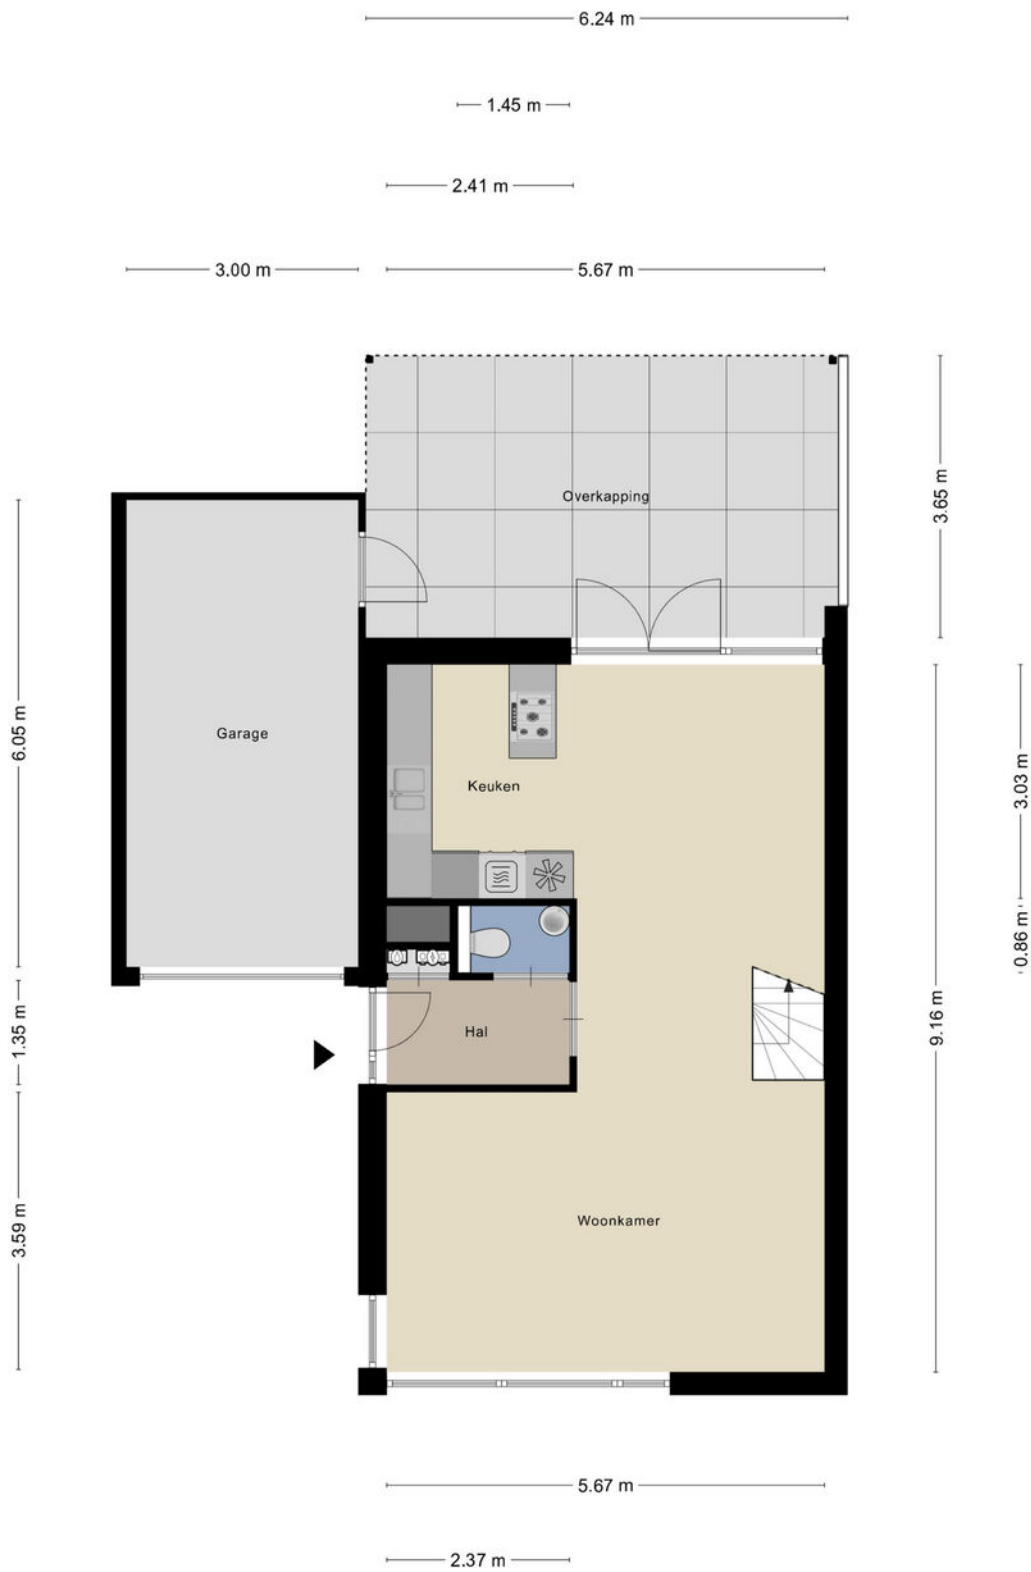 6.24 m
1.45 m
2.41 m
3.00 m
5.67 m
3.65 m
Overkapping
6.05 m
Garage
Keuken
3.03 m
0.86 m
9.16 m
1.35 m
Hal
3.59 m
Woonkamer
5.67 m
2.37 m